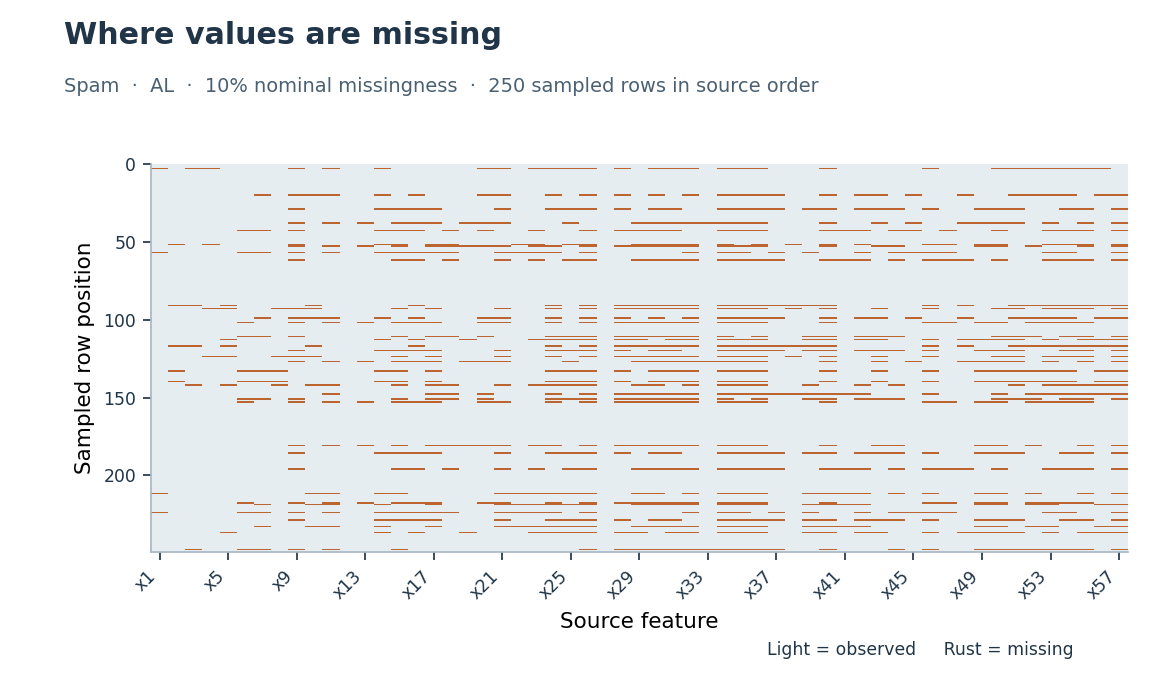 Where values are missing
Spam · AL · 10% nominal missingness · 250 sampled rows in source order
0
50
100
150
200
Sampled row position
x1
x5
x9
x13
x17
x21
x25
x29
x33
x37
x41
x45
x49
x53
x57
Source feature
Light = observed Rust = missing